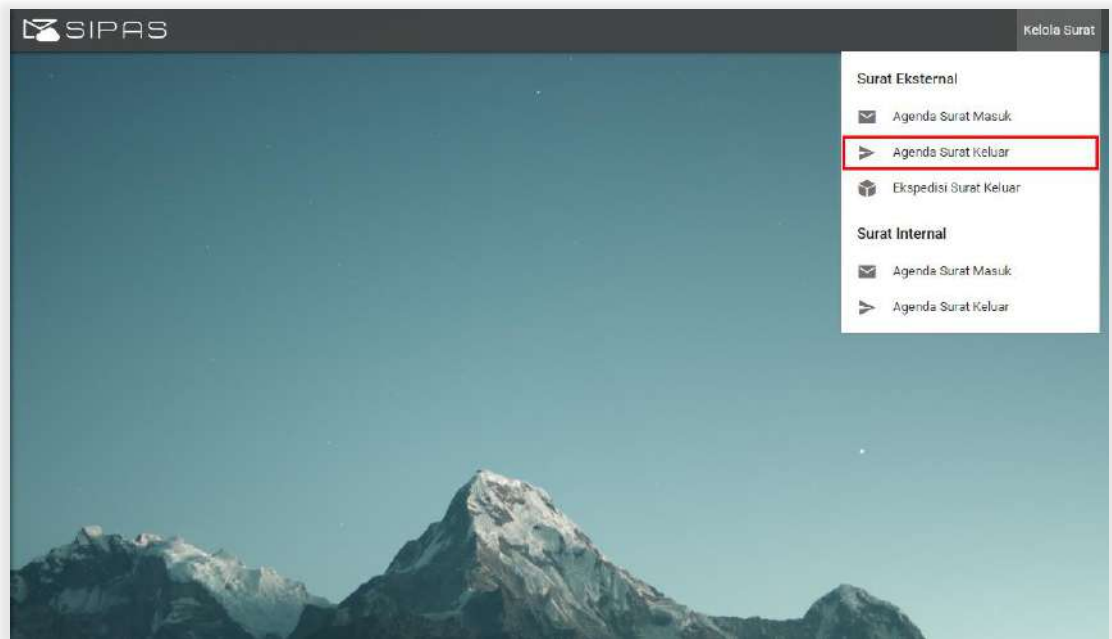 SIPAS
Kelola Surat
Surat Eksternal
Agenda Surat Masuk
Agenda Surat Keluar
Ekspedisi Surat Keluar
Surat Internal
Agenda Surat Masuk
Agenda Surat Keluar